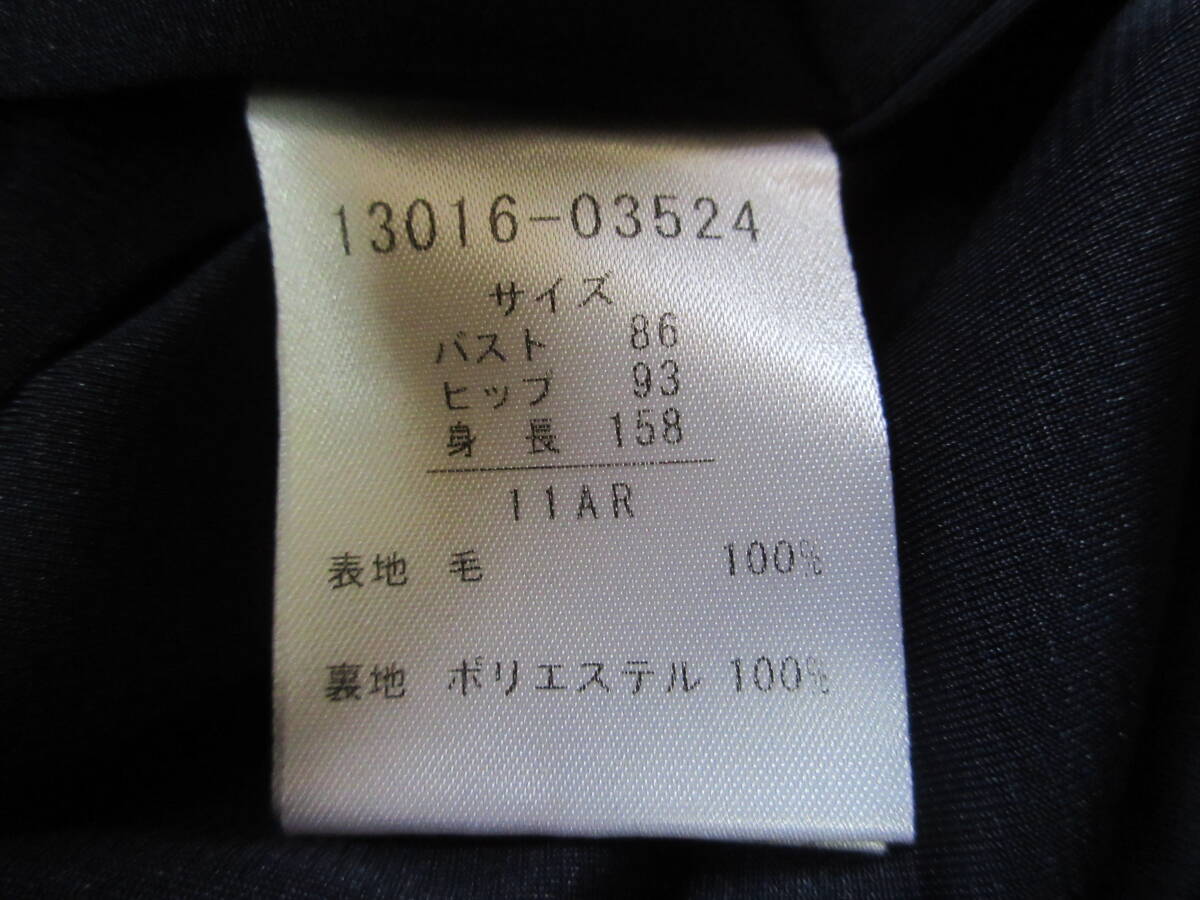 13016-03524
サイズ
バスト 86
ヒップ 93
身長 158
11AR
表地 毛 100%
裏地 ポリエステル 100%